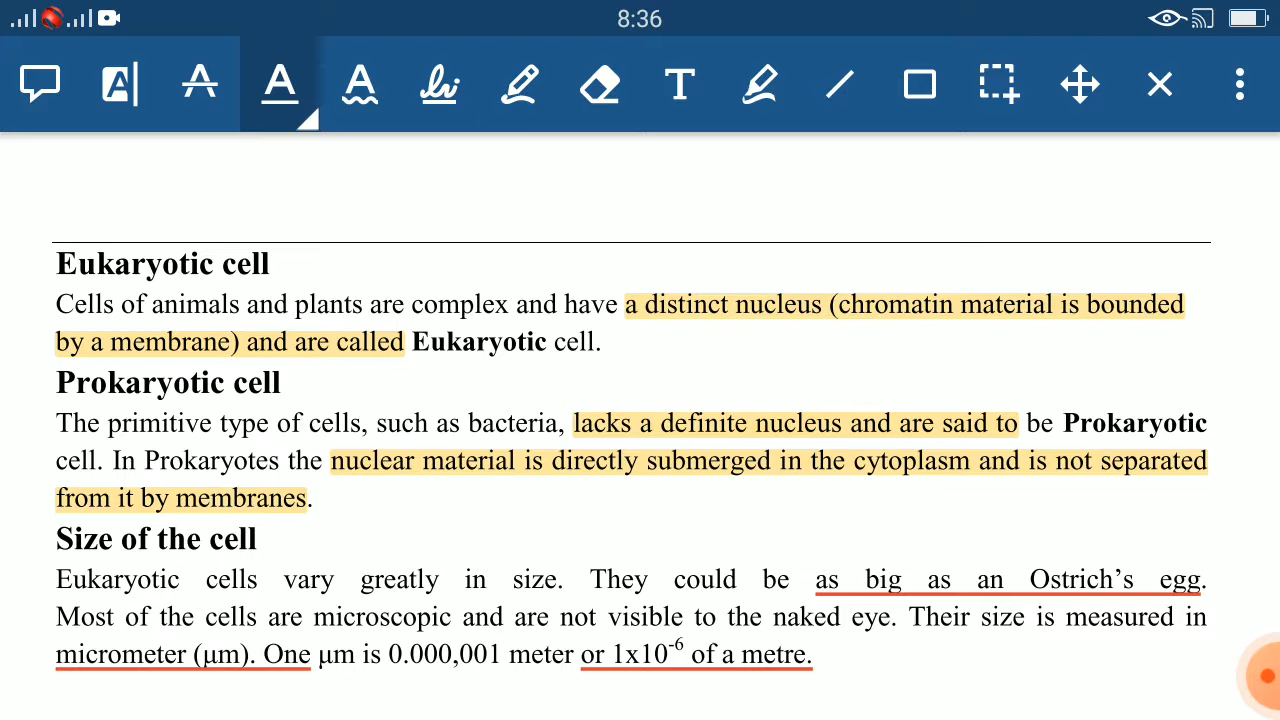 8:36
Eukaryotic cell
Cells of animals and plants are complex and have a distinct nucleus (chromatin material is bounded
by a membrane) and are called Eukaryotic cell.
Prokaryotic cell
The primitive type of cells, such as bacteria, lacks a definite nucleus and are said to be Prokaryotic
cell. In Prokaryotes the nuclear material is directly submerged in the cytoplasm and is not separated
from it by membranes.
Size of the cell
Eukaryotic cells vary greatly in size. They could be as big as an Ostrich’s egg.
Most of the cells are microscopic and are not visible to the naked eye. Their size is measured in
micrometer (μm). One μm is 0.000,001 meter or 1x10⁻⁶ of a metre.